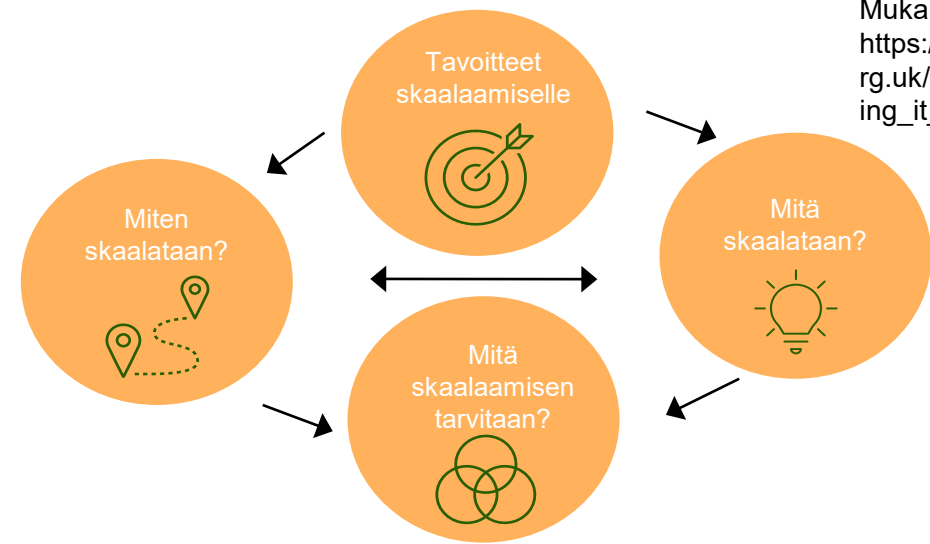 Muka
https:/
rg.uk/
ing_it_
Tavoitteet
skaalaamiselle
Miten
skaalataan?
Mitä
skaalataan?
Mitä
skaalaamisen
tarvitaan?